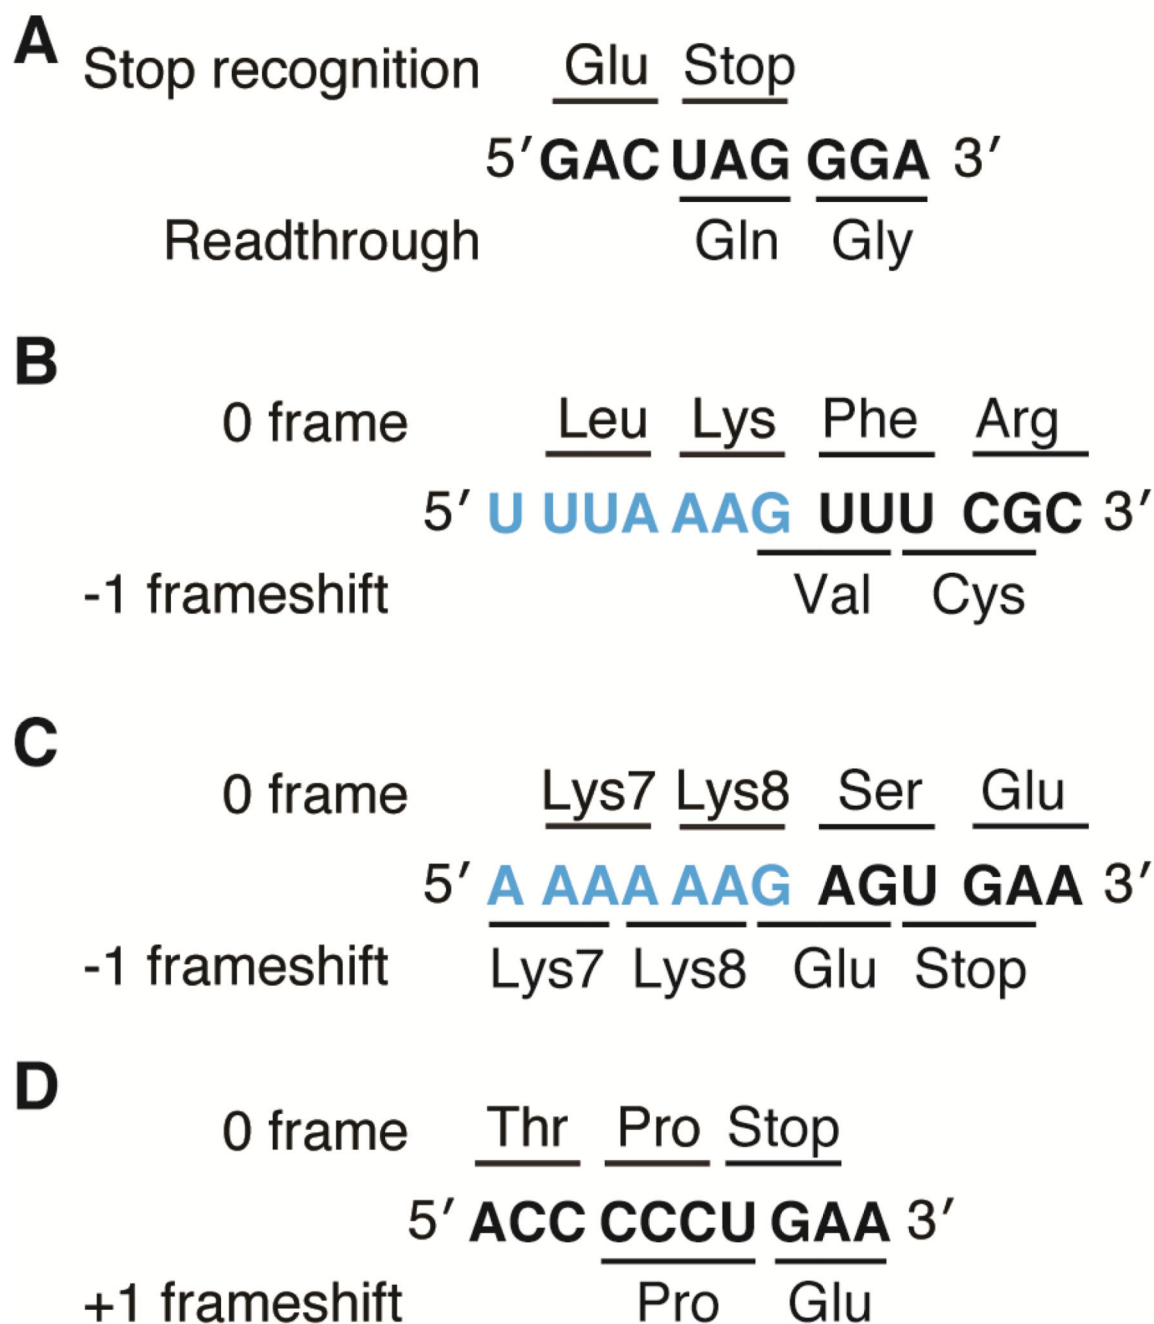 A
Stop recognition Glu Stop
5′GAC UAG GGA 3′
Readthrough Gln Gly
B
0 frame Leu Lys Phe Arg
5′ U UUA AAG UUU CGC 3′
-1 frameshift Val Cys
C
0 frame Lys7 Lys8 Ser Glu
5′ A AAA AAG AGU GAA 3′
-1 frameshift Lys7 Lys8 Glu Stop
D
0 frame Thr Pro Stop
5′ ACC CCCU GAA 3′
+1 frameshift Pro Glu